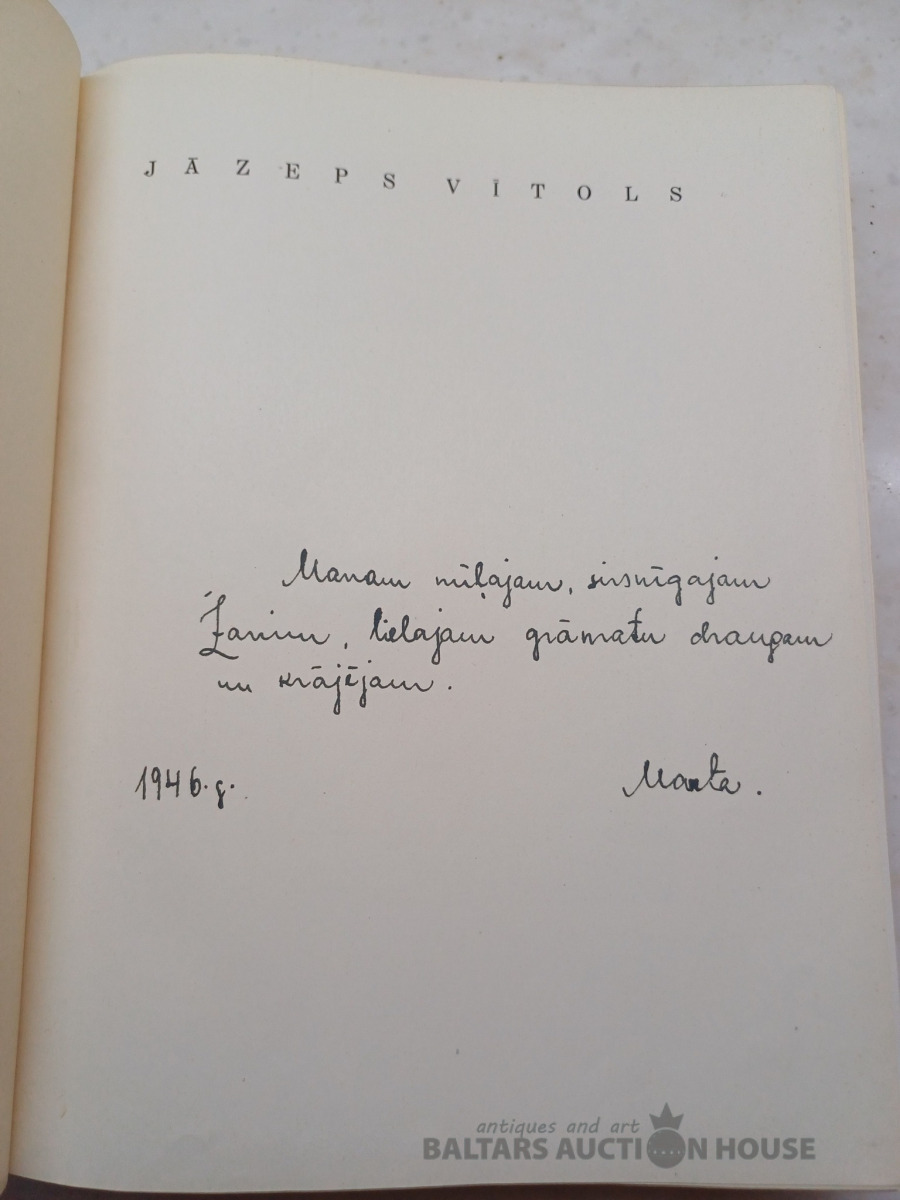 JĀZEPS VĪTOLS
Manam mīļajam, sirsnīgajam
Žanim, lielajam grāmatu draugam
un krājējam.
1946.g.
Marta.
antiques and art
BALTARS AUCTION HOUSE